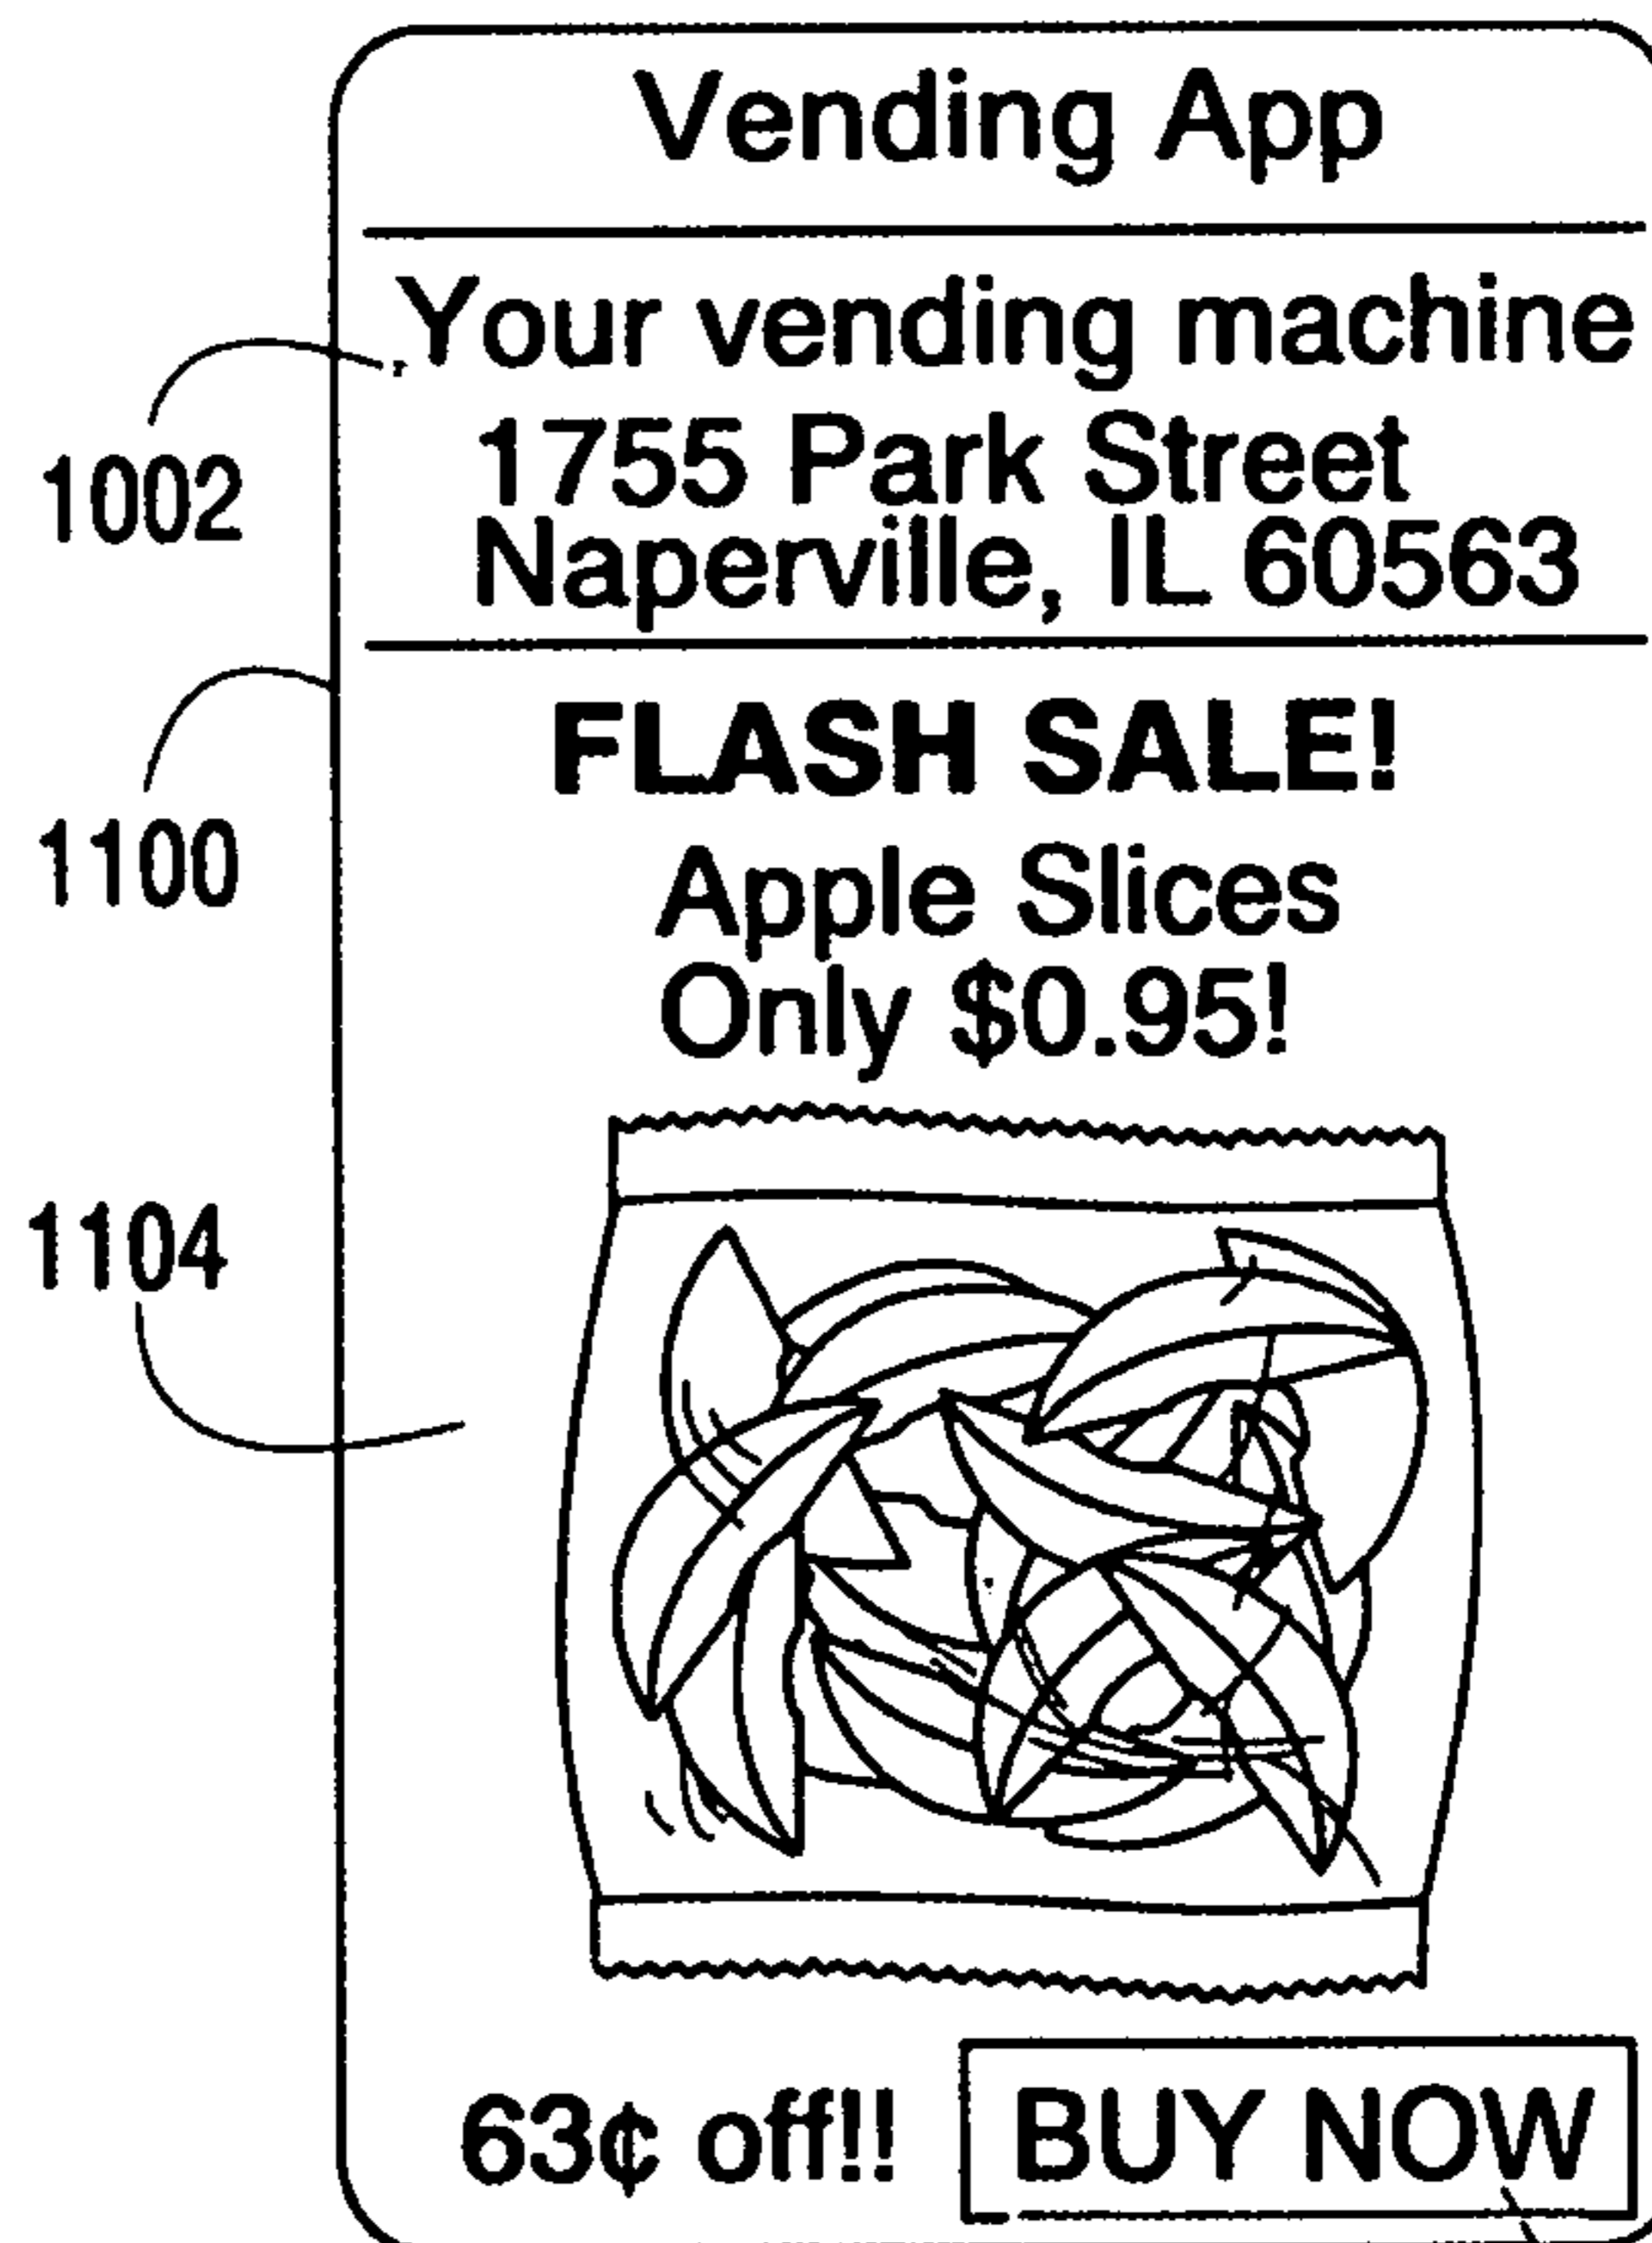 Vending App
Your vending machine
1002
1755 Park Street
Naperville, IL 60563
1100
FLASH SALE!
Apple Slices
Only $0.95!
1104
63¢ off!!
BUY NOW